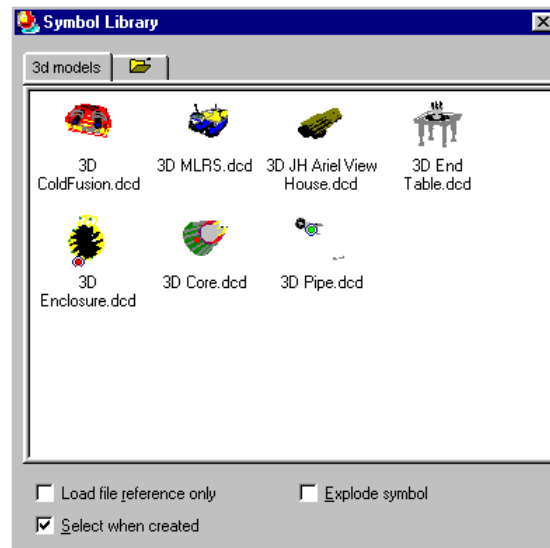 Symbol Library
3d models
3D 3D MLRS.dcd 3D JH Ariel View 3D End
ColdFusion.dcd House.dcd Table.dcd
3D 3D Core.dcd 3D Pipe.dcd
Enclosure.dcd
Load file reference only Explode symbol
Select when created